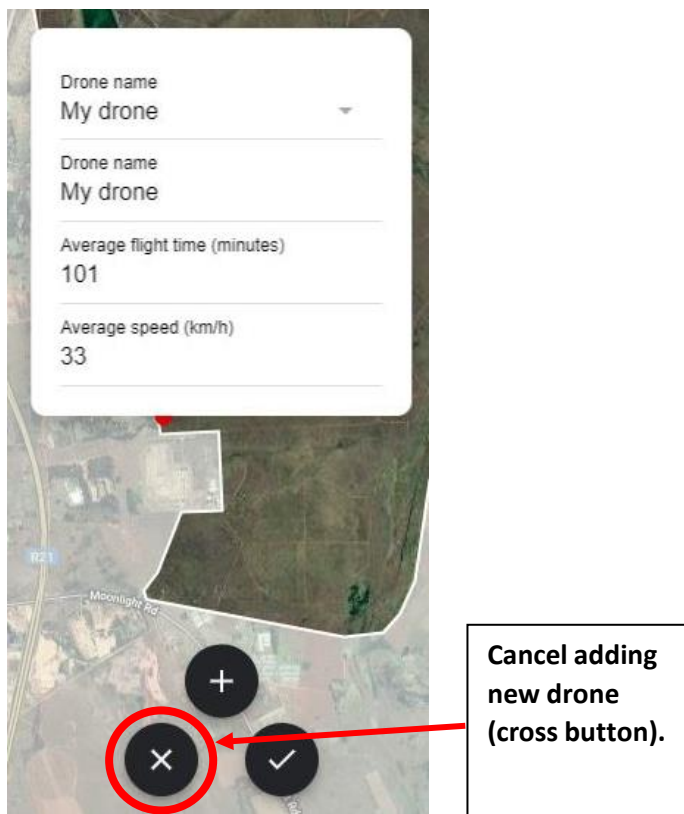 Drone name
My drone
Drone name
My drone
Average flight time (minutes)
101
Average speed (km/h)
33
R21
Moonlight Rd
Cancel adding
new drone
(cross button).
Rd